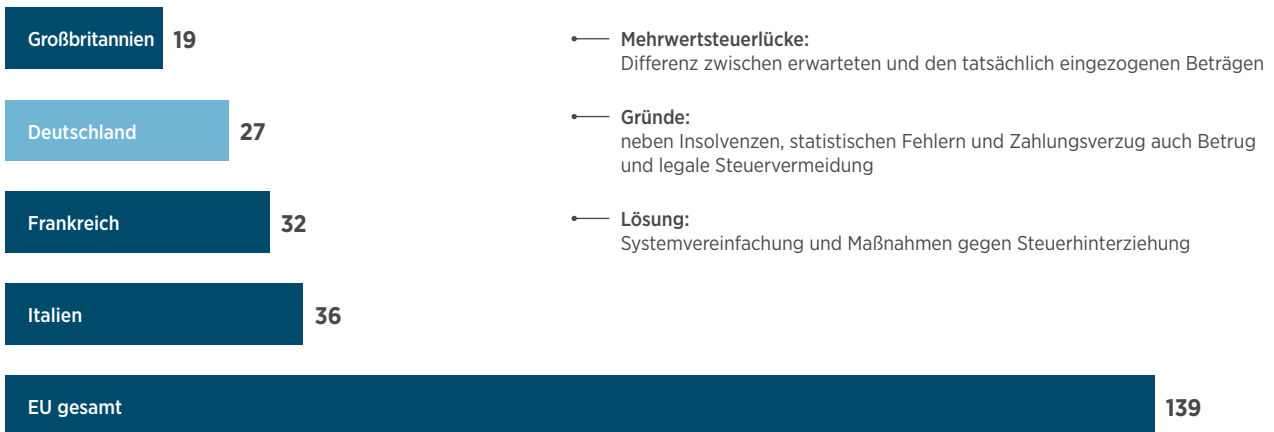 Großbritannien 19
Deutschland 27
Frankreich 32
Italien 36
EU gesamt 139
Mehrwertsteuerlücke:
Differenz zwischen erwarteten und den tatsächlich eingezogenen Beträgen
Gründe:
neben Insolvenzen, statistischen Fehlern und Zahlungsverzug auch Betrug
und legale Steuervermeidung
Lösung:
Systemvereinfachung und Maßnahmen gegen Steuerhinterziehung